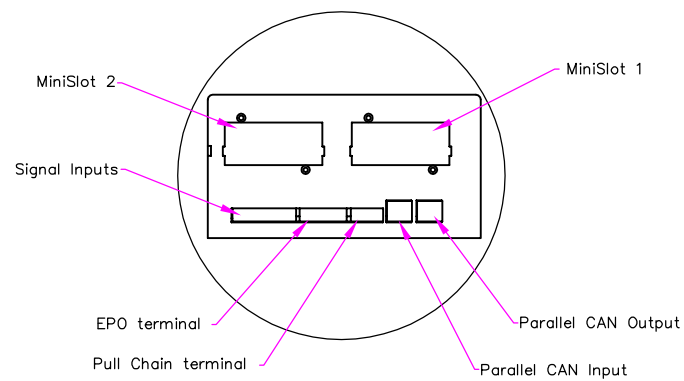 MiniSlot 1
MiniSlot 2
Signal Inputs
EPO terminal
Parallel CAN Output
Pull Chain terminal
Parallel CAN Input